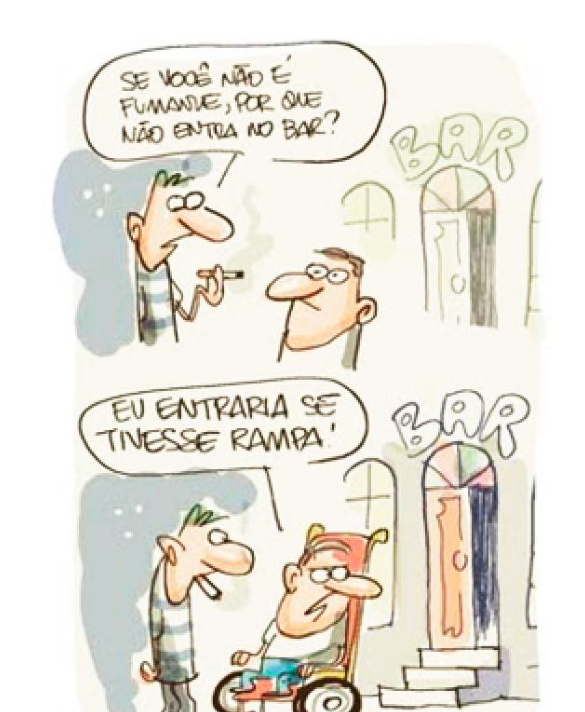 SE VOCÊ NÃO É
FUMANTE, POR QUE
NÃO ENTRA NO BAR?
BAR
EU ENTRARIA SE
TIVESSE RAMPA!
BAR